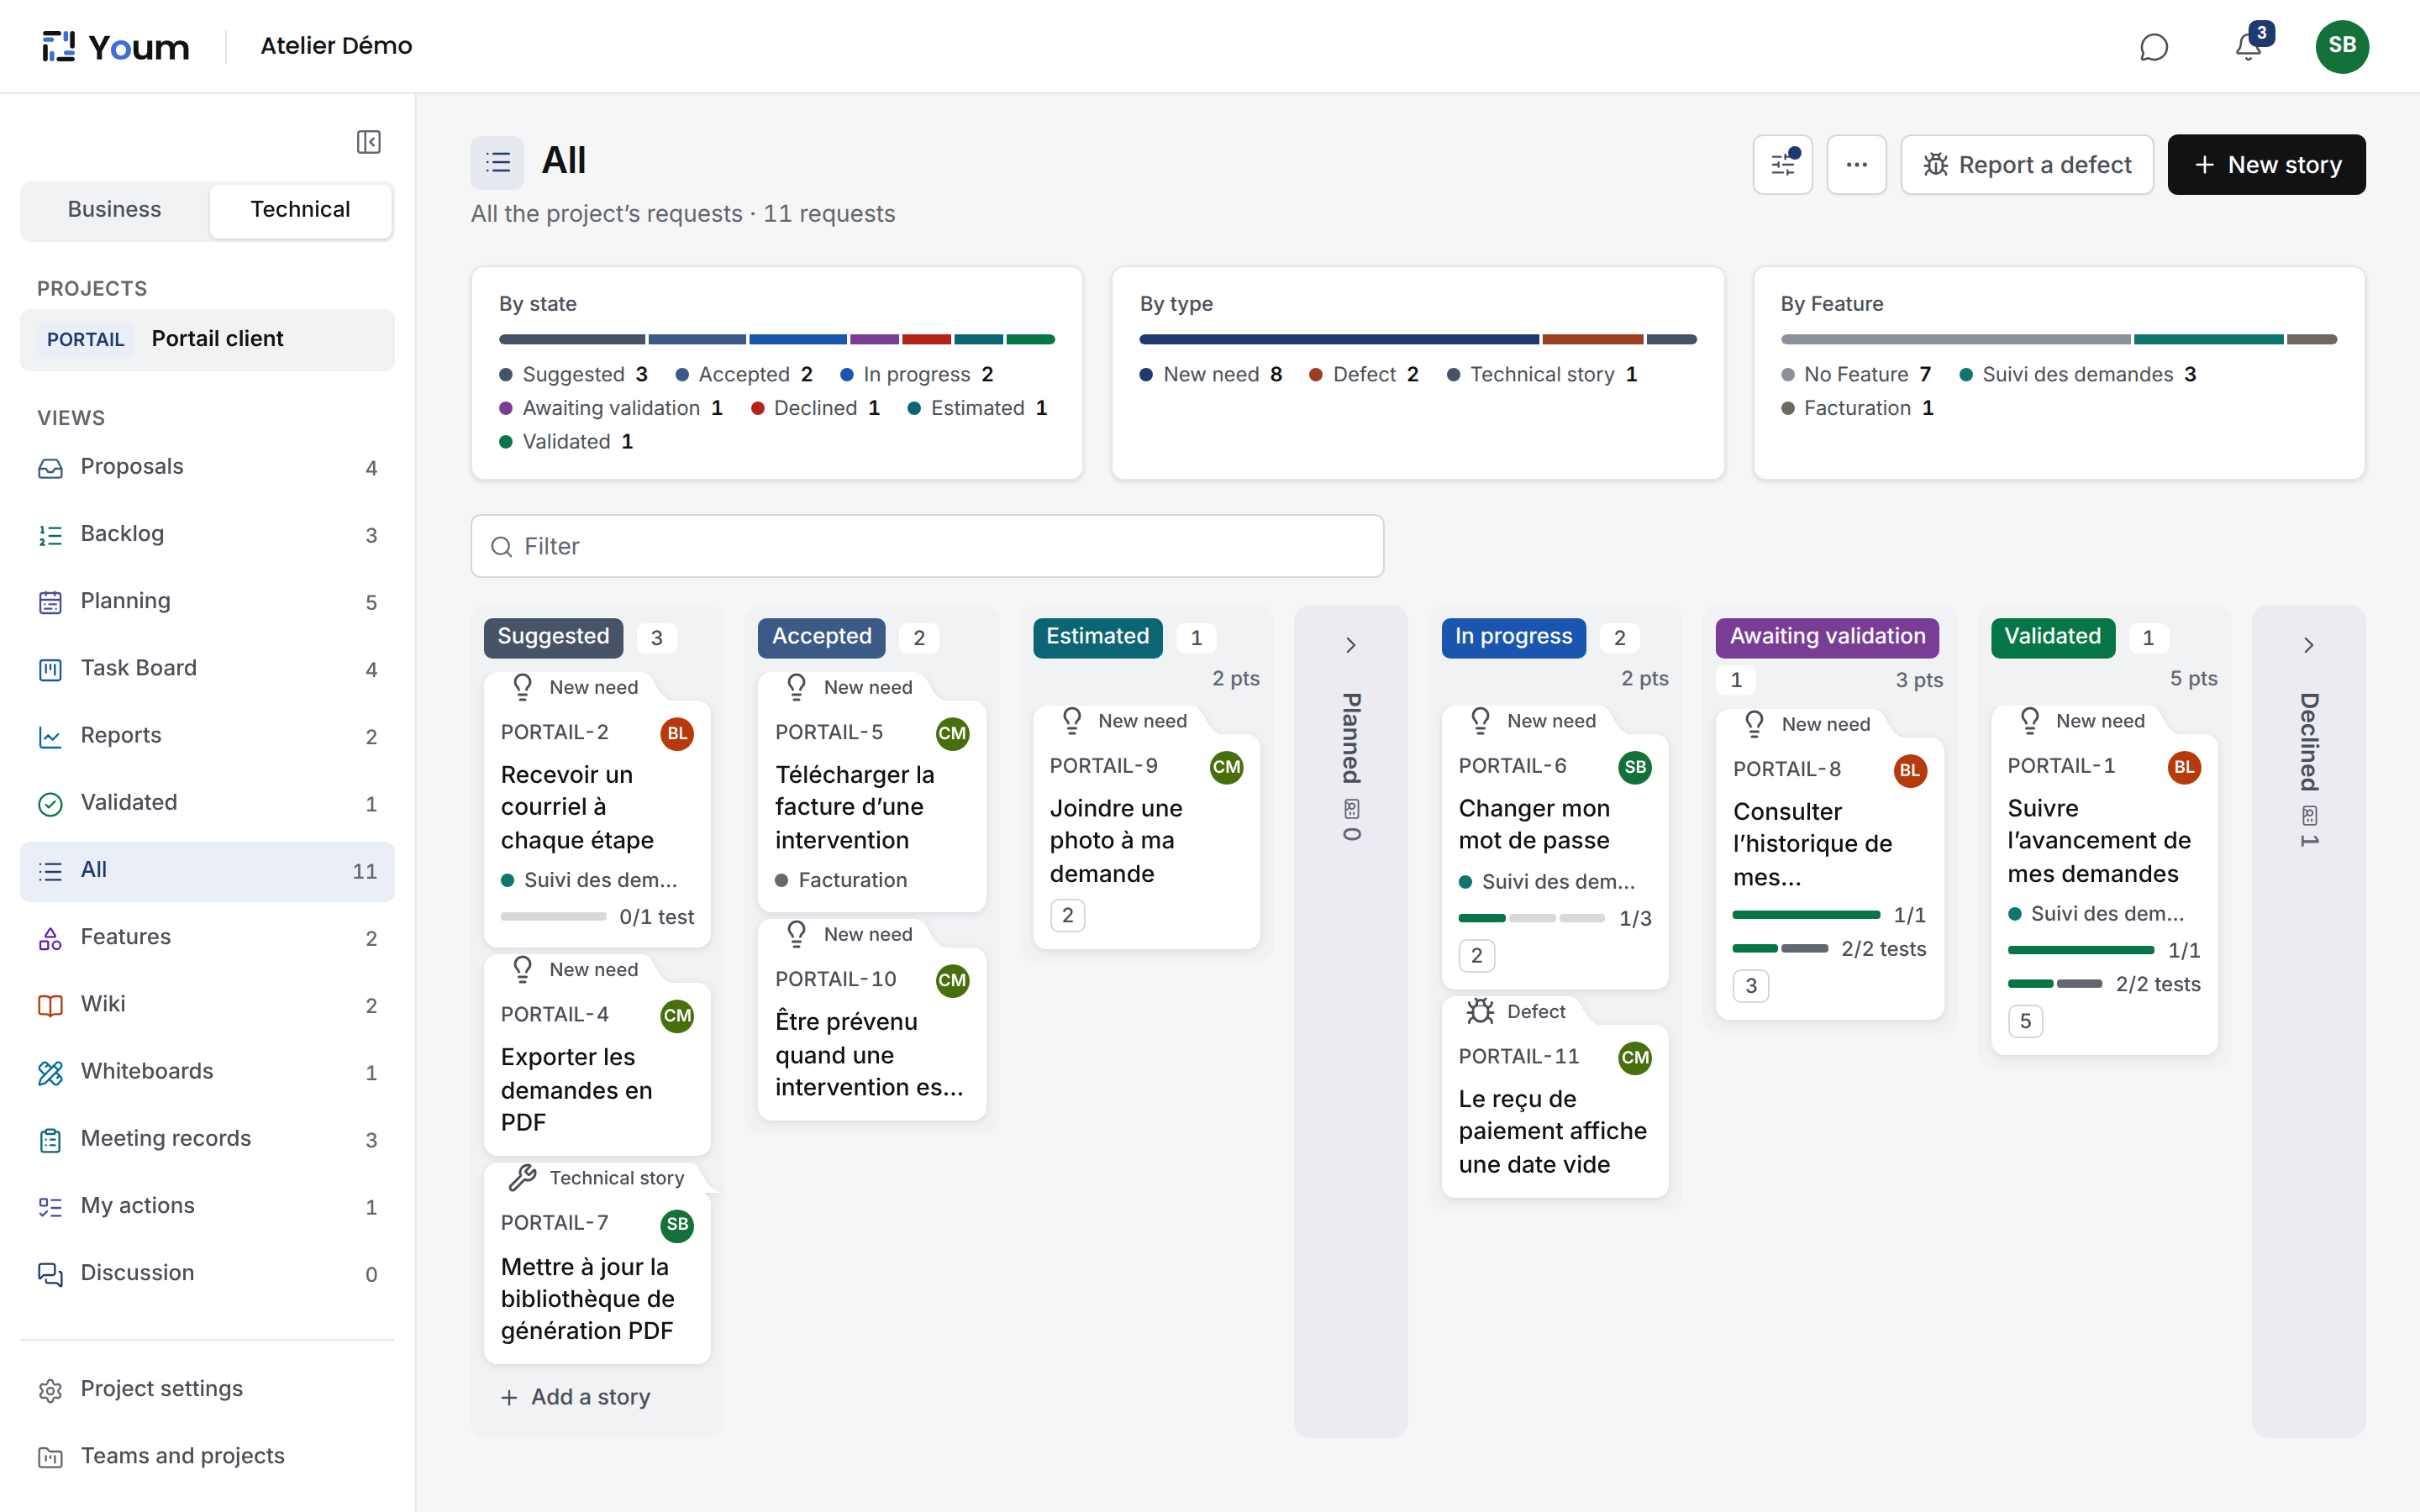 Youm
Atelier Démo
3
SB
Business
Technical
PROJECTS
PORTAIL
Portail client
VIEWS
Proposals 4
Backlog 3
Planning 5
Task Board 4
Reports 2
Validated 1
All 11
Features 2
Wiki 2
Whiteboards 1
Meeting records 3
My actions 1
Discussion 0
Project settings
Teams and projects
All
All the project’s requests · 11 requests
Report a defect
New story
By state
Suggested 3 Accepted 2 In progress 2
Awaiting validation 1 Declined 1 Estimated 1
Validated 1
By type
New need 8 Defect 2 Technical story 1
By Feature
No Feature 7 Suivi des demandes 3
Facturation 1
Filter
Suggested 3
New need
PORTAIL-2 BL
Recevoir un
courriel à
chaque étape
Suivi des dem...
0/1 test
New need
PORTAIL-4 CM
Exporter les
demandes en
PDF
Technical story
PORTAIL-7 SB
Mettre à jour la
bibliothèque de
génération PDF
Add a story
Accepted 2
New need
PORTAIL-5 CM
Télécharger la
facture d’une
intervention
Facturation
New need
PORTAIL-10 CM
Être prévenu
quand une
intervention es...
Estimated 1
2 pts
New need
PORTAIL-9 CM
Joindre une
photo à ma
demande
2
Planned 0
In progress 2
2 pts
New need
PORTAIL-6 SB
Changer mon
mot de passe
Suivi des dem...
1/3
2
Defect
PORTAIL-11 CM
Le reçu de
paiement affiche
une date vide
Awaiting validation
1 3 pts
New need
PORTAIL-8 BL
Consulter
l’historique de
mes...
1/1
2/2 tests
3
Validated 1
5 pts
New need
PORTAIL-1 BL
Suivre
l’avancement de
mes demandes
Suivi des dem...
1/1
2/2 tests
5
Declined 1